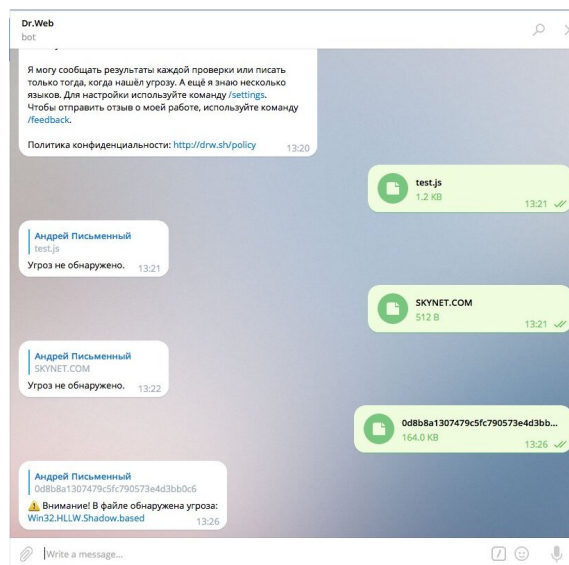 Dr.Web
bot
Я могу сообщать результаты каждой проверки или писать
только тогда, когда нашёл угрозу. А ещё я знаю несколько
языков. Для настройки используйте команду /settings.
Чтобы отправить отзыв о моей работе, используйте команду
/feedback.
Политика конфиденциальности: http://drw.sh/policy 13:20
test.js
1.2 KB 13:21
Андрей Письменный
test.js
Угроз не обнаружено. 13:21
SKYNET.COM
512 B 13:21
Андрей Письменный
SKYNET.COM
Угроз не обнаружено. 13:22
0d8b8a1307479c5fc790573e4d3bb...
164.0 KB 13:26
Андрей Письменный
0d8b8a1307479c5fc790573e4d3bb0c6
Внимание! В файле обнаружена угроза:
Win32.HLLW.Shadow.based 13:26
Write a message...